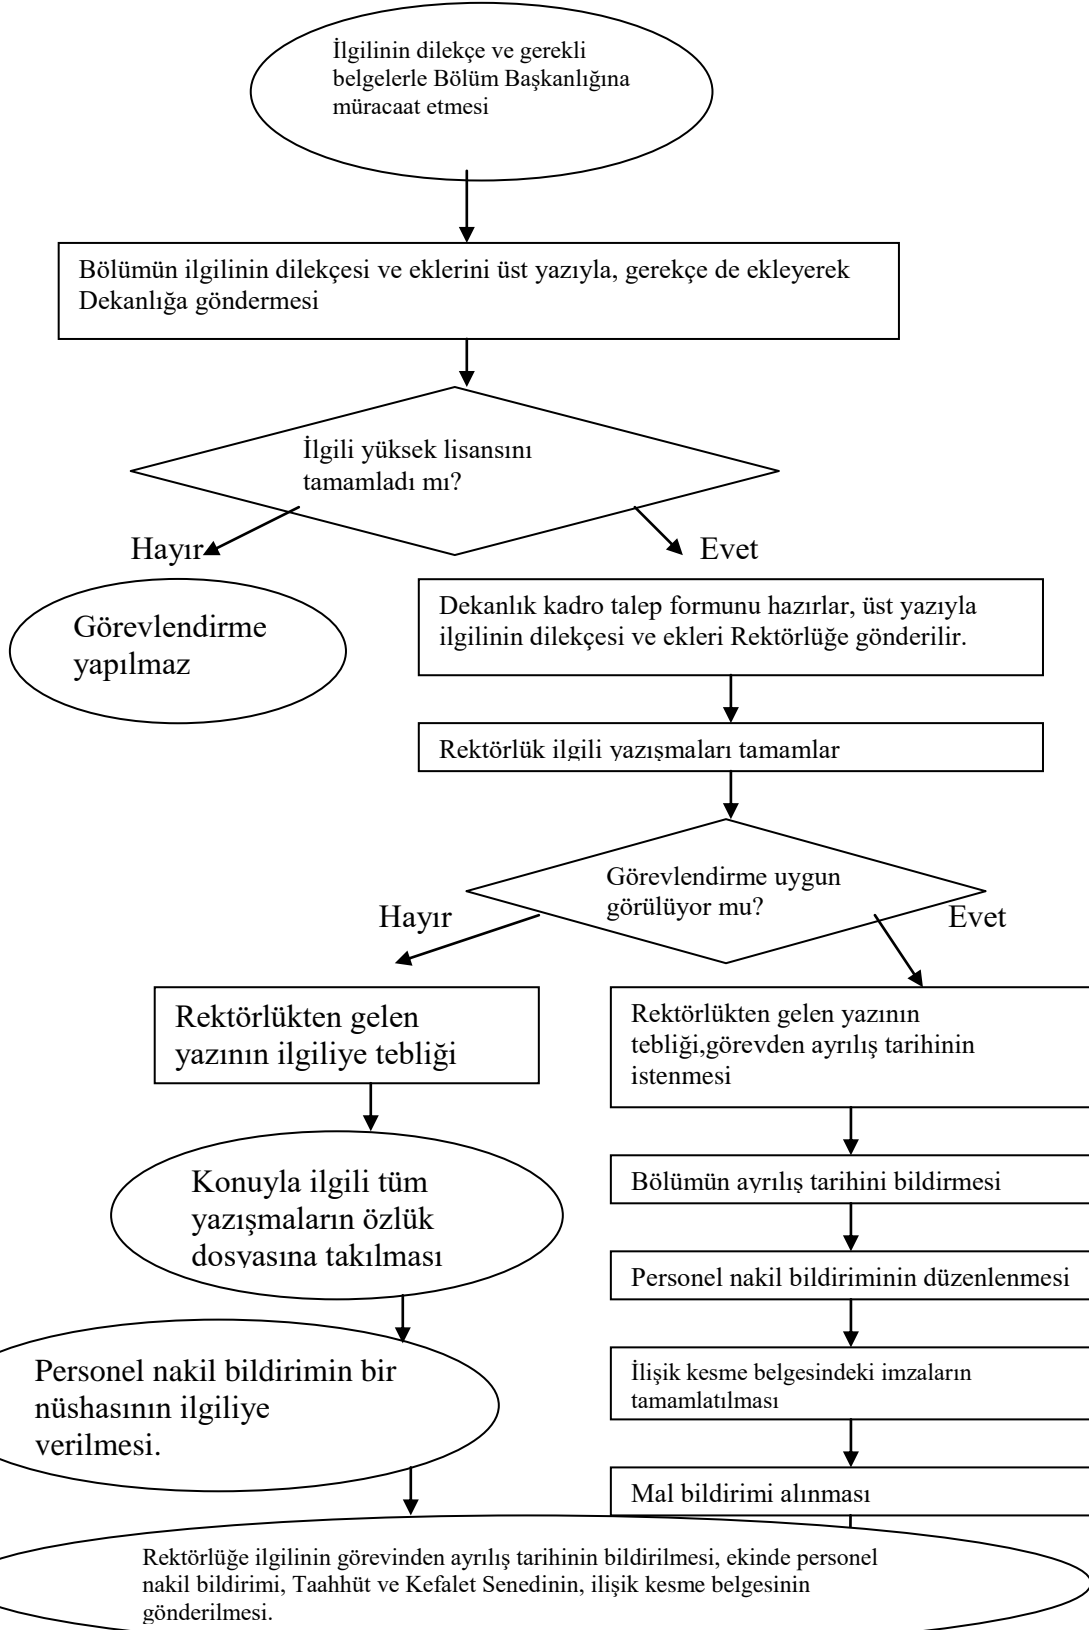 İlgilinin dilekçe ve gerekli
belgelerle Bölüm Başkanlığına
müracaat etmesi
Bölümün ilgilinin dilekçesi ve eklerini üst yazıyla, gerekçe de ekleyerek
Dekanlığa göndermesi
İlgili yüksek lisansını
tamamladı mı?
Hayır
Evet
Görevlendirme
yapılmaz
Dekanlık kadro talep formunu hazırlar, üst yazıyla
ilgilinin dilekçesi ve ekleri Rektörlüğe gönderilir.
Rektörlük ilgili yazışmaları tamamlar
Görevlendirme uygun
görülüyor mu?
Hayır
Evet
Rektörlükten gelen
yazının ilgiliye tebliği
Rektörlükten gelen yazının
tebliği,görevden ayrılış tarihinin
istenmesi
Konuyla ilgili tüm
yazışmaların özlük
dosyasına takılması
Bölümün ayrılış tarihini bildirmesi
Personel nakil bildiriminin düzenlenmesi
Personel nakil bildirimin bir
nüshasının ilgiliye
verilmesi.
İlişik kesme belgesindeki imzaların
tamamlatılması
Mal bildirimi alınması
Rektörlüğe ilgilinin görevinden ayrılış tarihinin bildirilmesi, ekinde personel
nakil bildirimi, Taahhüt ve Kefalet Senedinin, ilişik kesme belgesinin
gönderilmesi.